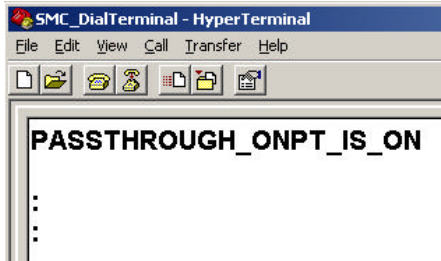 SMC_DialTerminal - HyperTerminal
File Edit View Call Transfer Help
PASSTHROUGH_ONPT_IS_ON
:
: